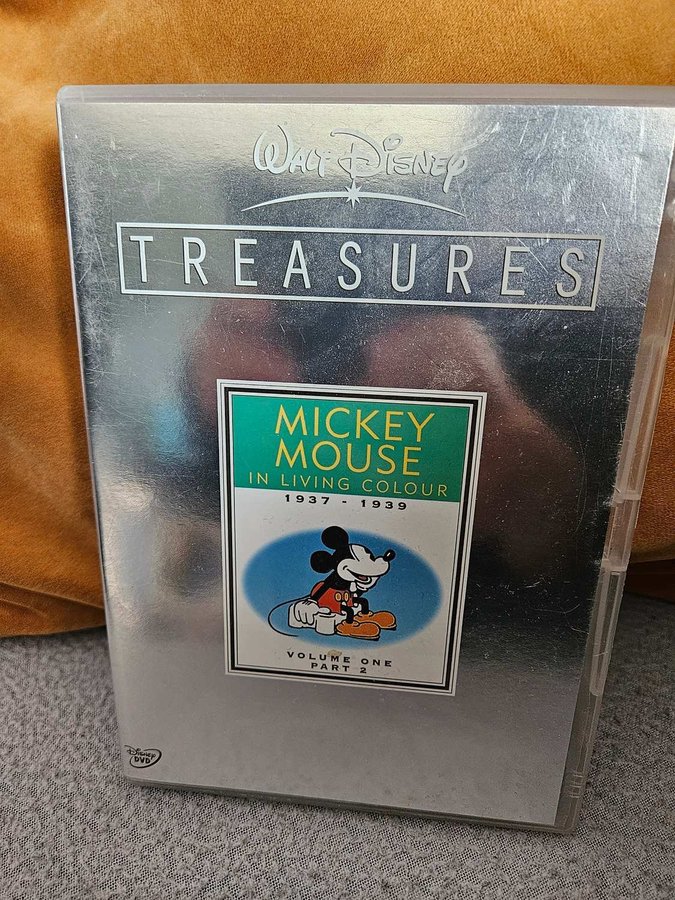 WALT DISNEY
TREASURES
MICKEY
MOUSE
IN LIVING COLOUR
1937 - 1939
VOLUME ONE
PART 2
DISNEY
DVD